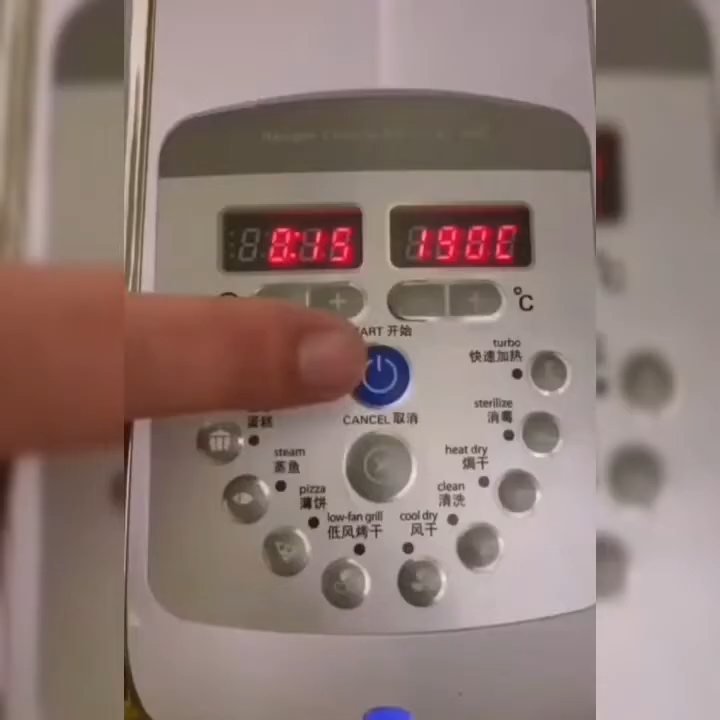 0:15 190C
°C
START 开始
turbo
快速加热
CANCEL 取消
sterilize
消毒
蛋糕
steam
蒸鱼
heat dry
焗干
pizza
薄饼
clean
清洗
low-fan grill
低风烤干
cool dry
风干